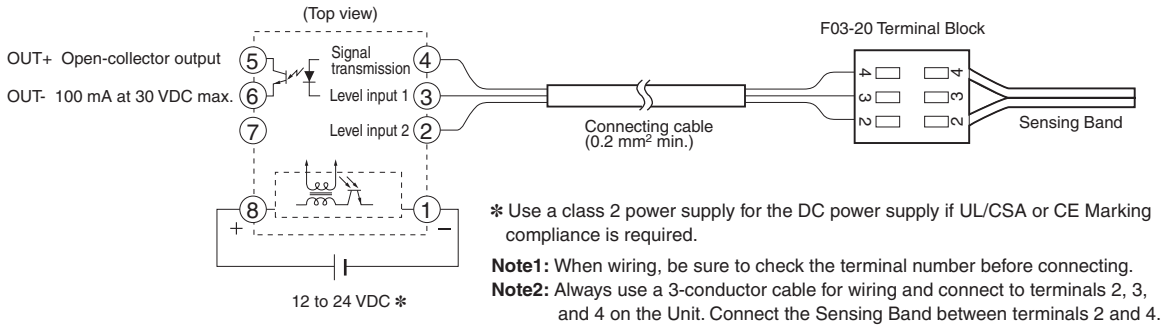 (Top view)
F03-20 Terminal Block
OUT+ Open-collector output
OUT- 100 mA at 30 VDC max.
5
6
7
8
Signal
transmission
Level input 1
Level input 2
4
3
2
1
+
−
12 to 24 VDC ✻
Connecting cable
(0.2 mm² min.)
4
3
2
4
3
2
Sensing Band
✻ Use a class 2 power supply for the DC power supply if UL/CSA or CE Marking
compliance is required.
Note1: When wiring, be sure to check the terminal number before connecting.
Note2: Always use a 3-conductor cable for wiring and connect to terminals 2, 3,
and 4 on the Unit. Connect the Sensing Band between terminals 2 and 4.